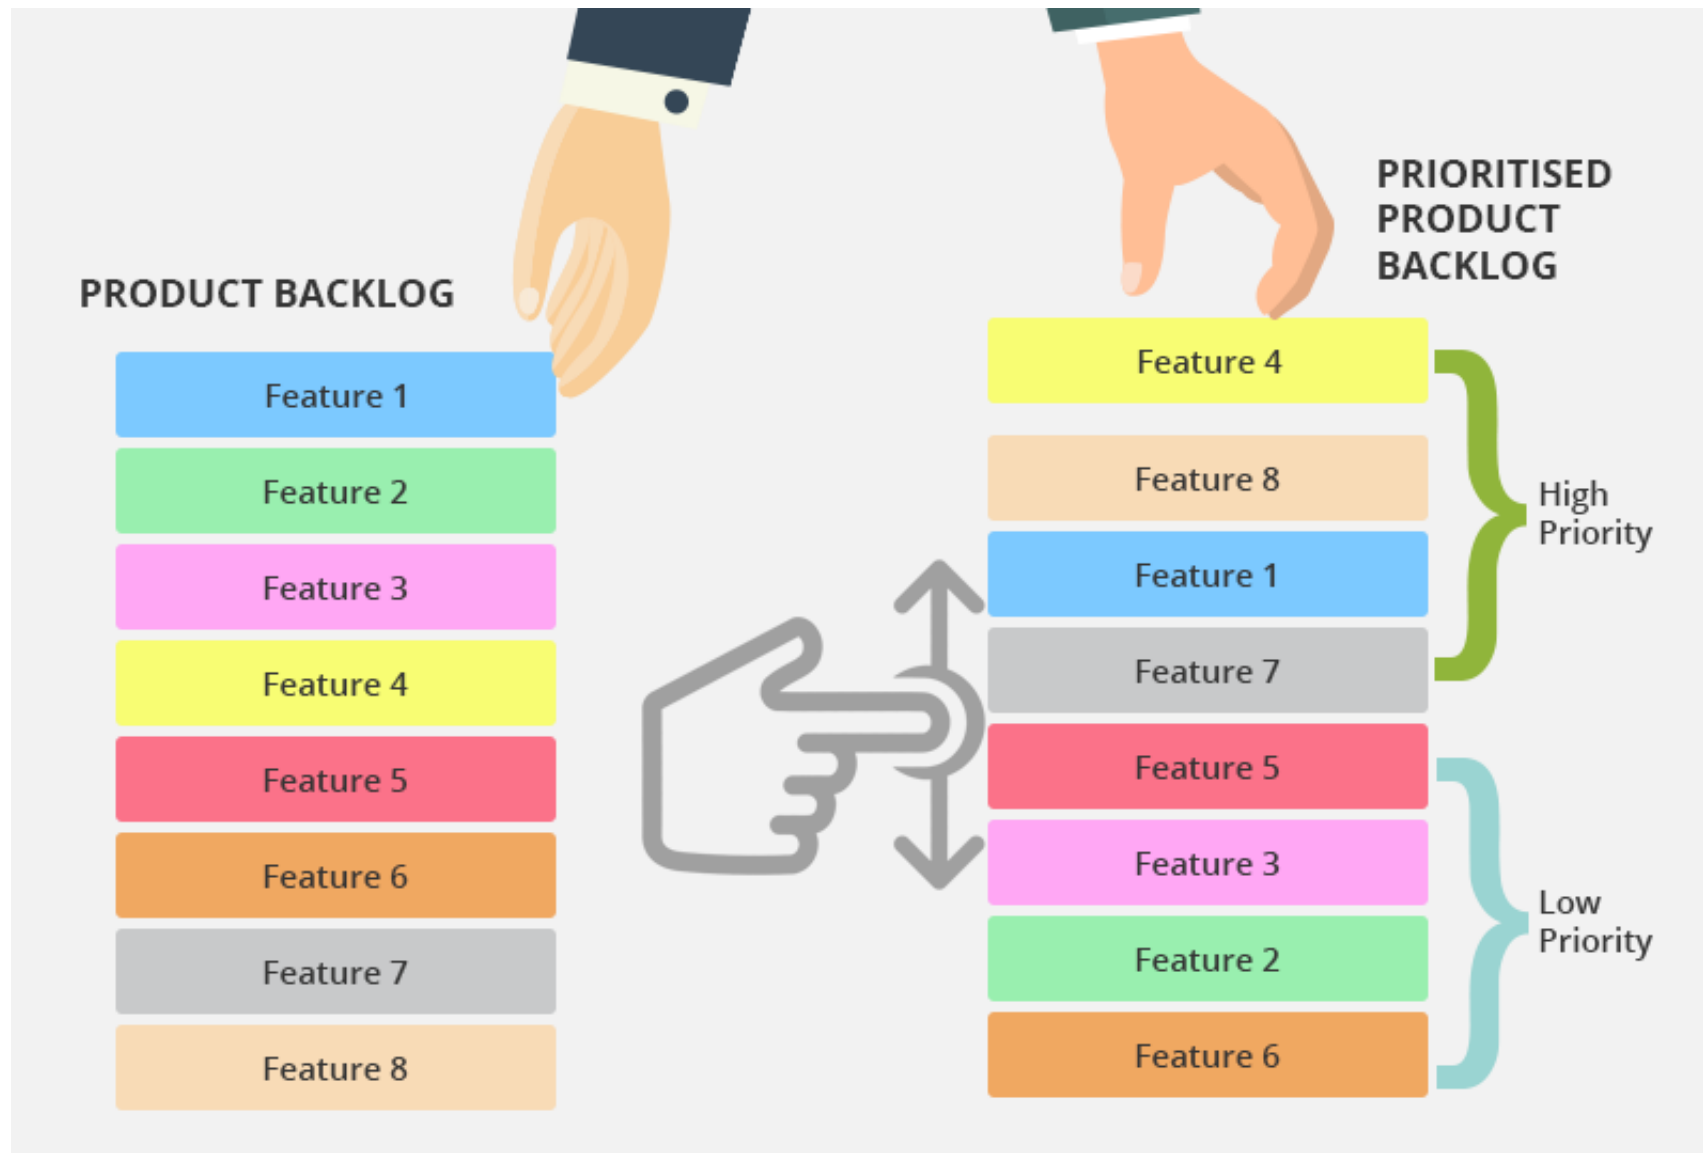 PRODUCT BACKLOG
Feature 1
Feature 2
Feature 3
Feature 4
Feature 5
Feature 6
Feature 7
Feature 8
PRIORITISED
PRODUCT
BACKLOG
Feature 4
Feature 8
Feature 1
Feature 7
Feature 5
Feature 3
Feature 2
Feature 6
High
Priority
Low
Priority